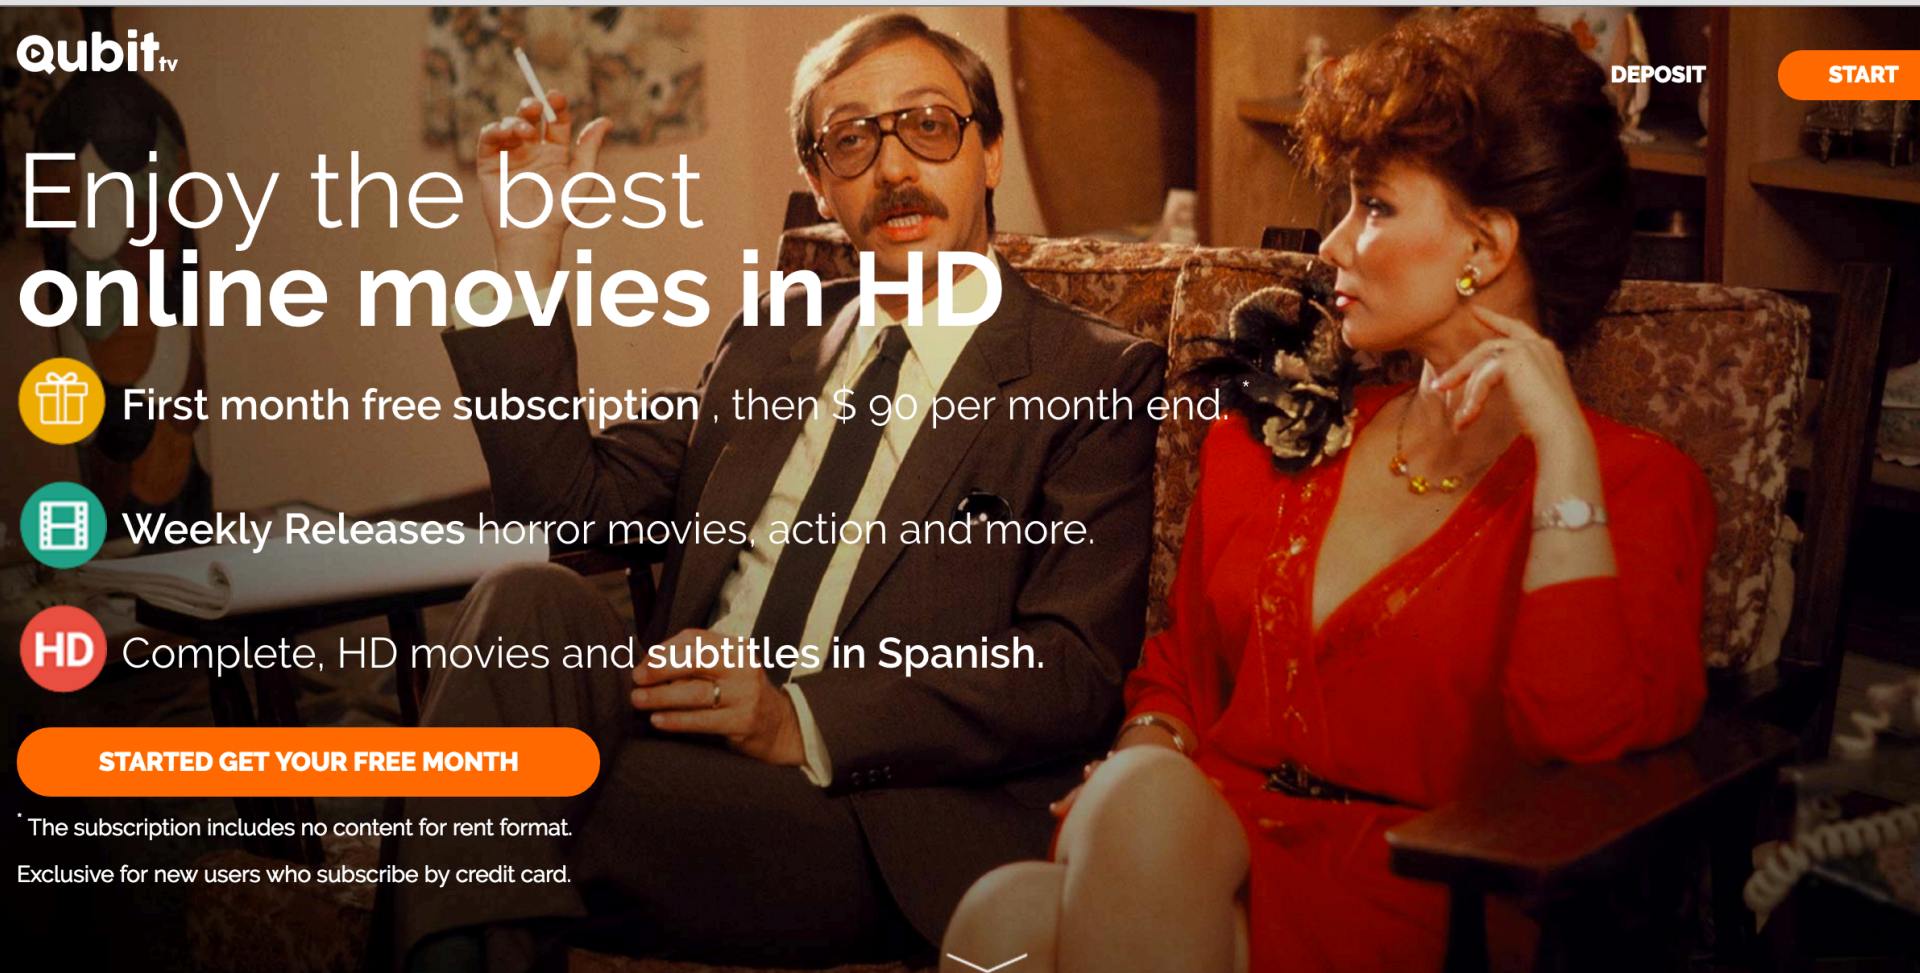 Qubit.tv
DEPOSIT
START
Enjoy the best
online movies in HD
First month free subscription , then $ 90 per month end. *
Weekly Releases horror movies, action and more.
HD
Complete, HD movies and subtitles in Spanish.
STARTED GET YOUR FREE MONTH
* The subscription includes no content for rent format.
Exclusive for new users who subscribe by credit card.